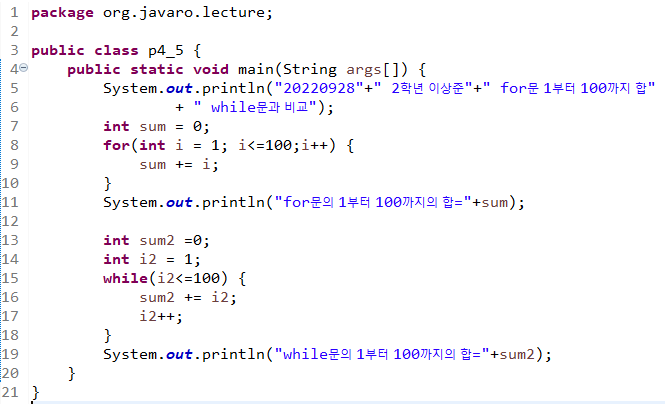 1 package org.javaro.lecture;
2
3 public class p4_5 {
4 public static void main(String args[]) {
5 System.out.println("20220928"+" 2학년 이상준"+" for문 1부터 100까지 합"
6 + " while문과 비교");
7 int sum = 0;
8 for(int i = 1; i<=100;i++) {
9 sum += i;
10 }
11 System.out.println("for문의 1부터 100까지의 합="+sum);
12
13 int sum2 =0;
14 int i2 = 1;
15 while(i2<=100) {
16 sum2 += i2;
17 i2++;
18 }
19 System.out.println("while문의 1부터 100까지의 합="+sum2);
20 }
21 }